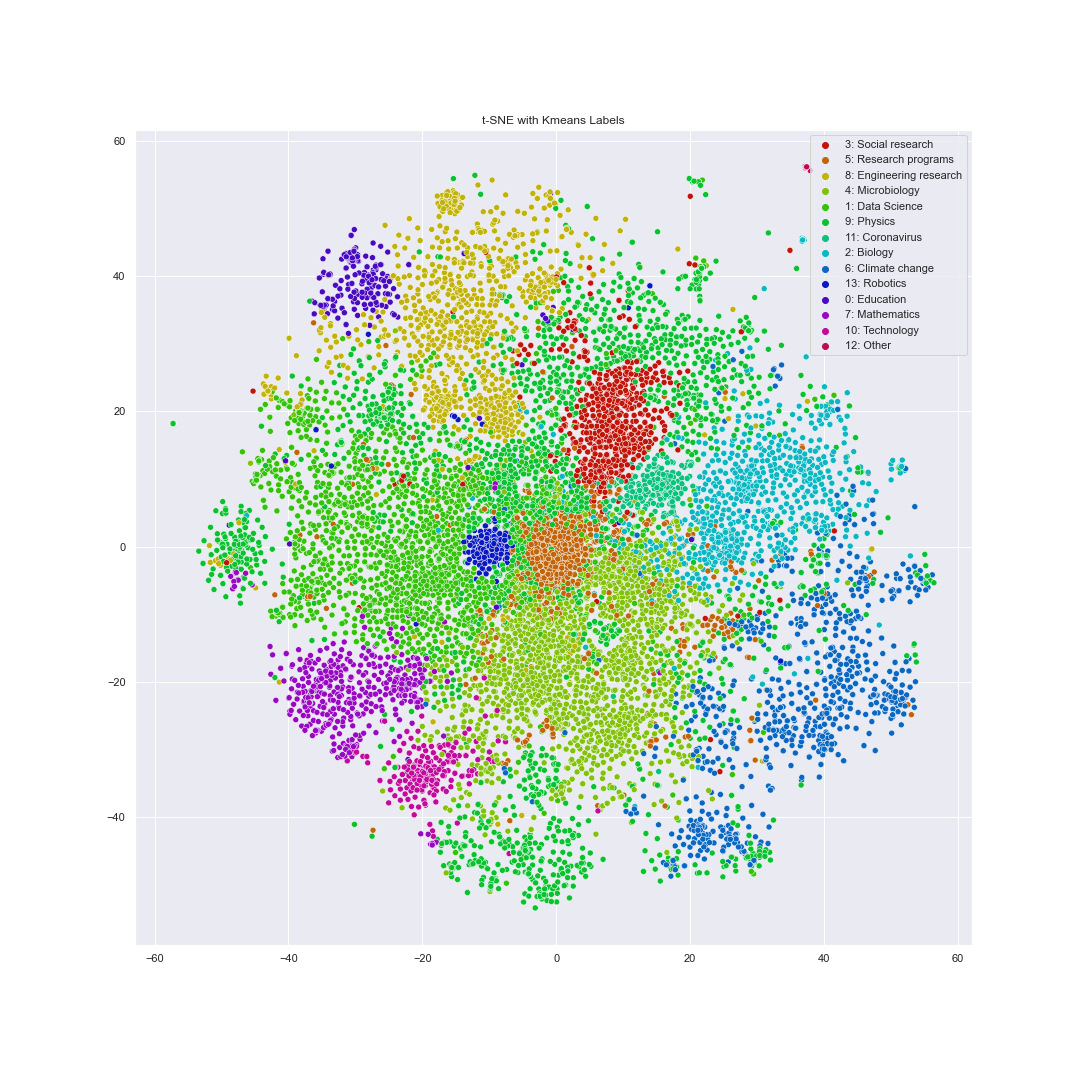 t-SNE with Kmeans Labels
60
40
20
0
−20
−40
−60
−40
−20
0
20
40
60
3: Social research
5: Research programs
8: Engineering research
4: Microbiology
1: Data Science
9: Physics
11: Coronavirus
2: Biology
6: Climate change
13: Robotics
0: Education
7: Mathematics
10: Technology
12: Other